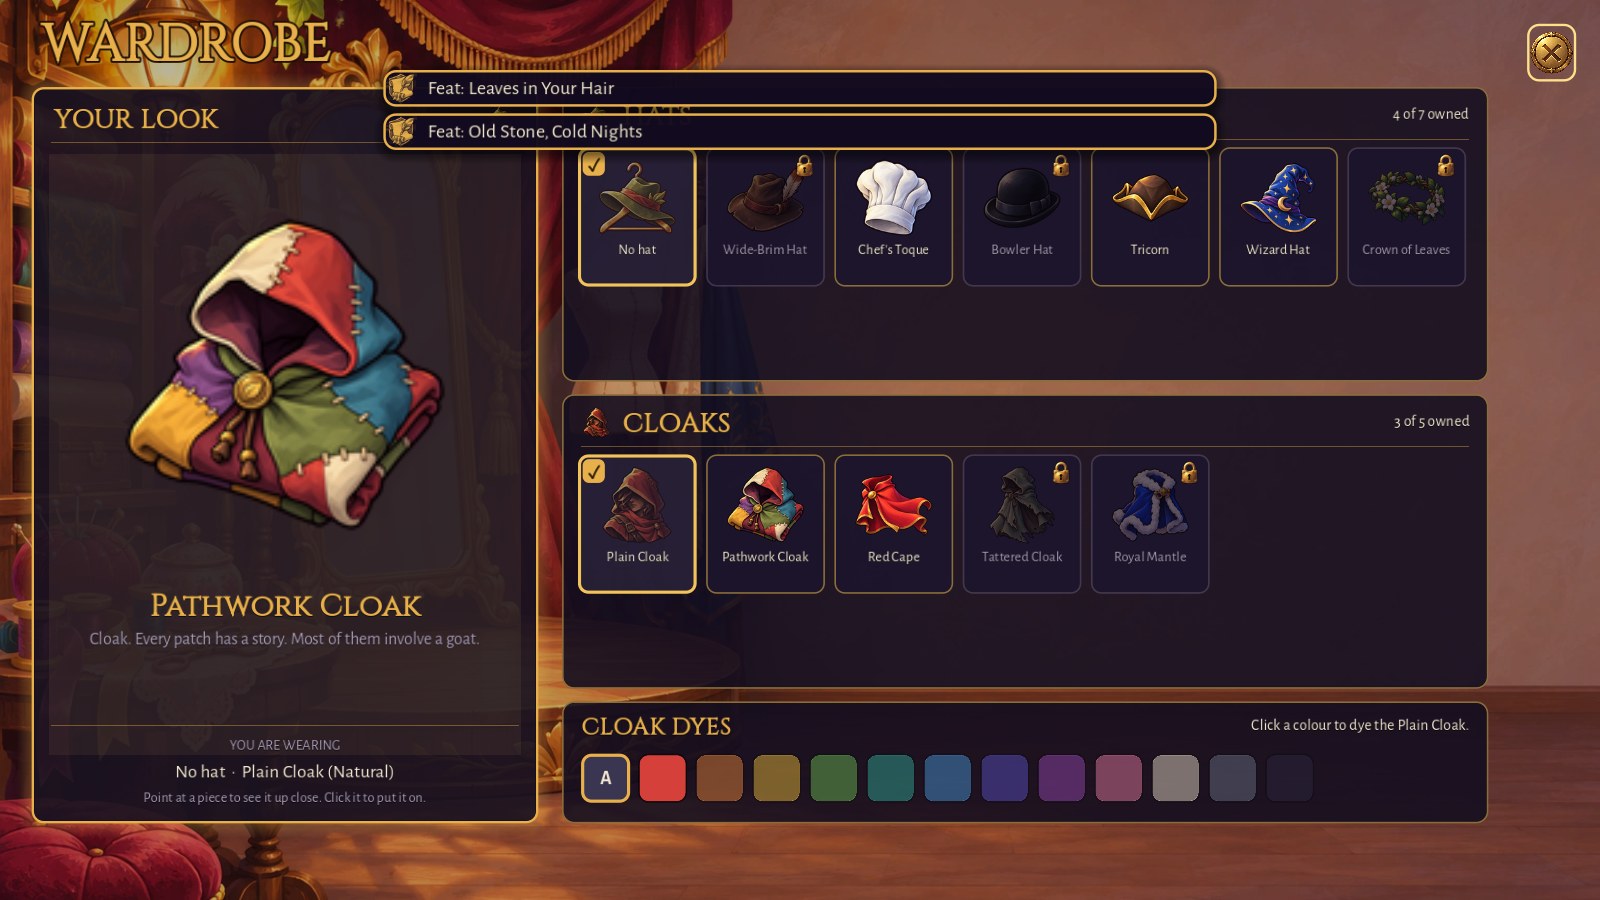 WARDROBE
Feat: Leaves in Your Hair
Feat: Old Stone, Cold Nights
YOUR LOOK
HATS
4 of 7 owned
No hat
Wide-Brim Hat
Chef's Toque
Bowler Hat
Tricorn
Wizard Hat
Crown of Leaves
CLOAKS
3 of 5 owned
Plain Cloak
Pathwork Cloak
Red Cape
Tattered Cloak
Royal Mantle
PATHWORK CLOAK
Cloak. Every patch has a story. Most of them involve a goat.
YOU ARE WEARING
No hat · Plain Cloak (Natural)
Point at a piece to see it up close. Click it to put it on.
CLOAK DYES
Click a colour to dye the Plain Cloak.
A